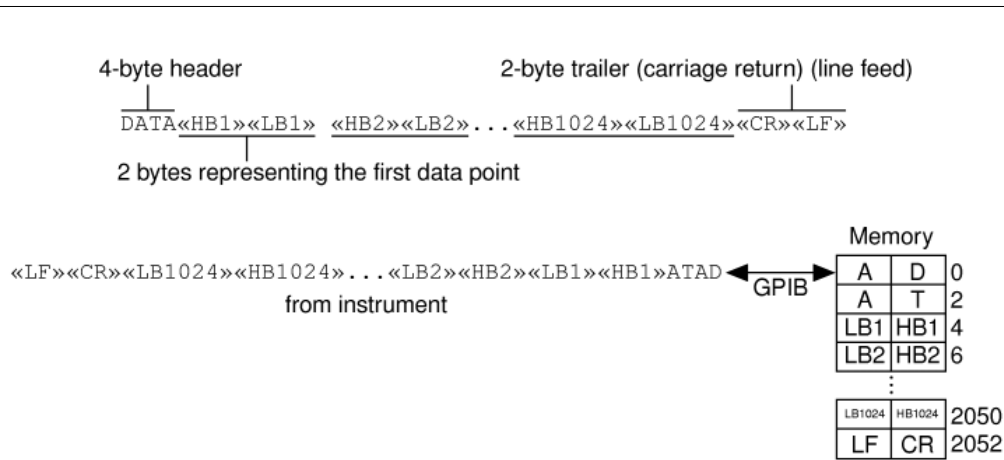 4-byte header
2-byte trailer (carriage return) (line feed)
DATA«HB1»«LB1» «HB2»«LB2»...«HB1024»«LB1024»«CR»«LF»
2 bytes representing the first data point
Memory
«LF»«CR»«LB1024»«HB1024»...«LB2»«HB2»«LB1»«HB1»ATAD
GPIB
from instrument
A D 0
A T 2
LB1 HB1 4
LB2 HB2 6
LB1024 HB1024 2050
LF CR 2052